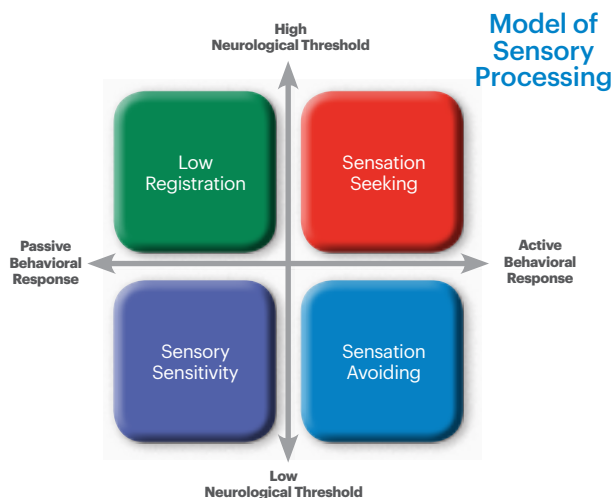 Model of
Sensory
Processing
High
Neurological Threshold
Low
Registration
Sensation
Seeking
Passive
Behavioral
Response
Active
Behavioral
Response
Sensory
Sensitivity
Sensation
Avoiding
Low
Neurological Threshold